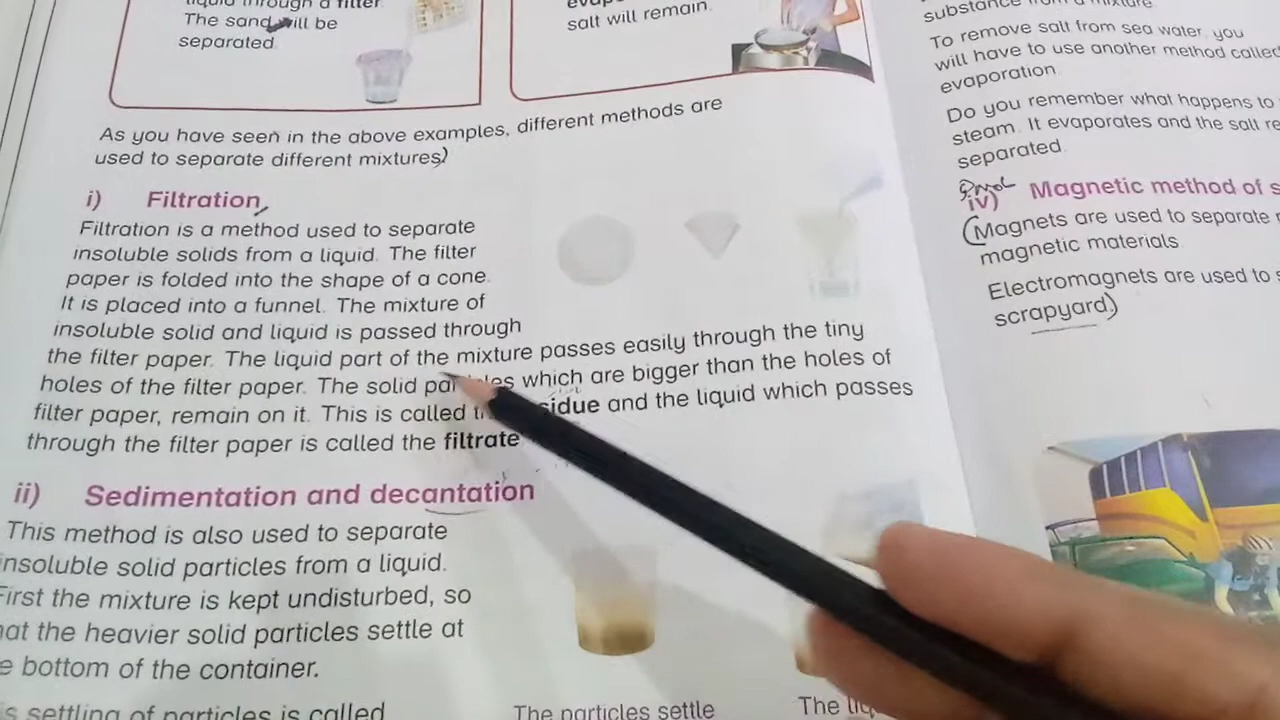 liquid through a filter.
The sand will be
separated.
salt will remain.
As you have seen in the above examples, different methods are
used to separate different mixtures)
i) Filtration
Filtration is a method used to separate
insoluble solids from a liquid. The filter
paper is folded into the shape of a cone.
It is placed into a funnel. The mixture of
insoluble solid and liquid is passed through
the filter paper. The liquid part of the mixture passes easily through the tiny
holes of the filter paper. The solid particles which are bigger than the holes of
filter paper, remain on it. This is called the residue and the liquid which passes
through the filter paper is called the filtrate
ii) Sedimentation and decantation
This method is also used to separate
insoluble solid particles from a liquid.
First the mixture is kept undisturbed, so
that the heavier solid particles settle at
bottom of the container.
settling of particles is called
The particles settle
The
substance from a mixture.
To remove salt from sea water, you
will have to use another method called
evaporation.
Do you remember what happens to
steam. It evaporates and the salt
separated.
iv) Magnetic method of
(Magnets are used to separate
magnetic materials.
Electromagnets are used to
scrapyard.)